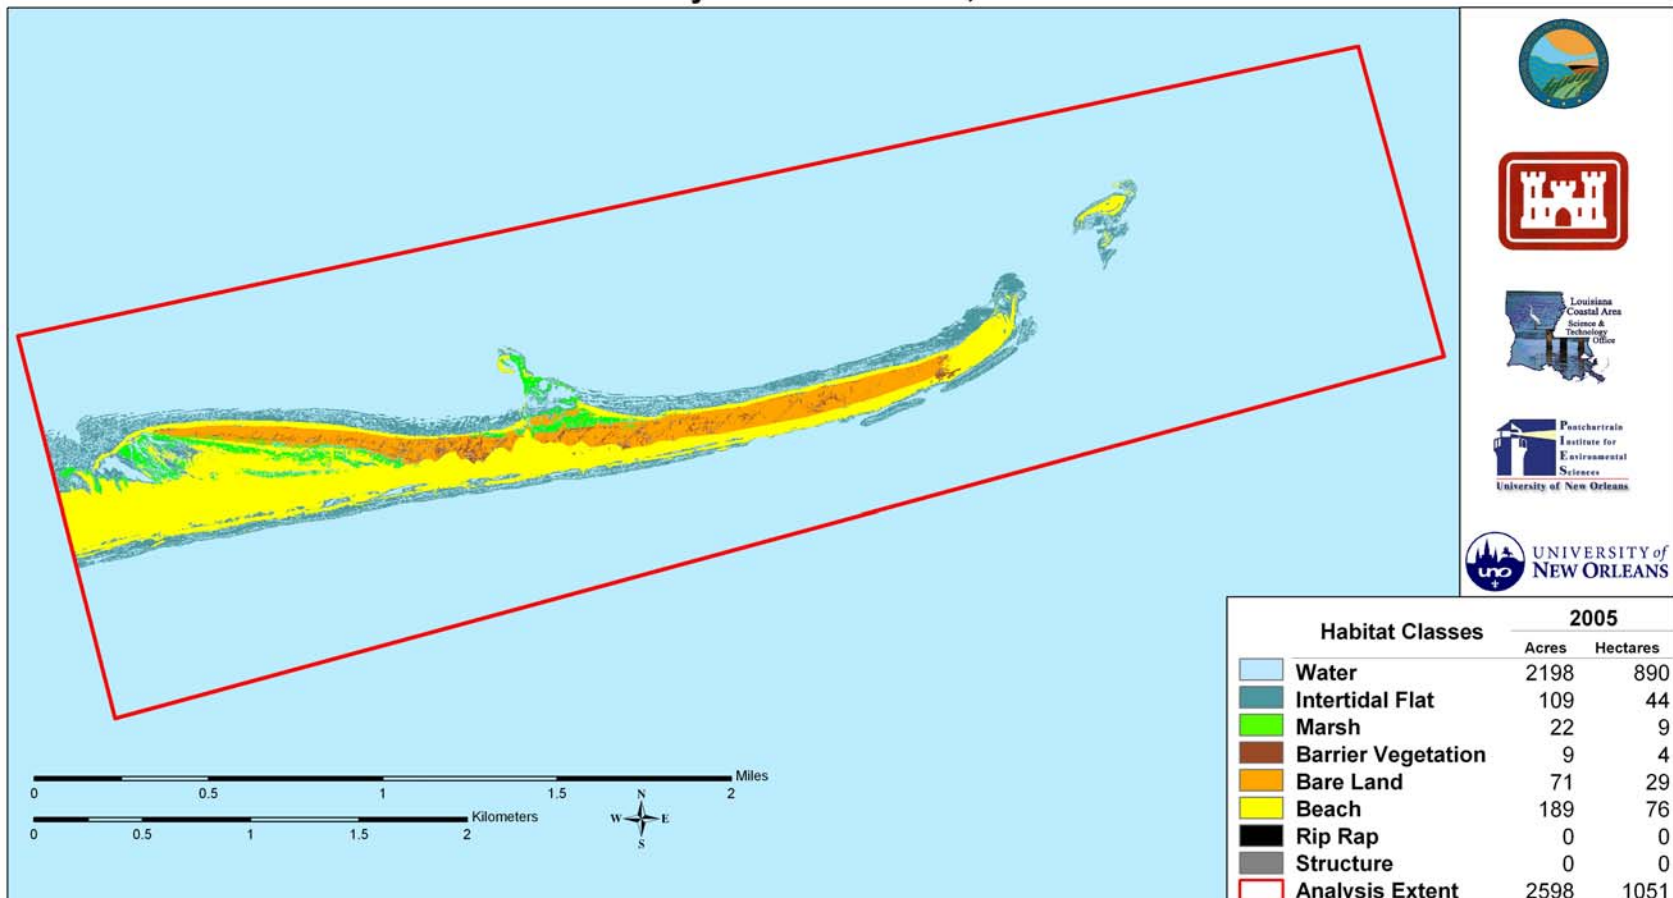 Louisiana
Coastal Area
Science &
Technology
Office
Pontchartrain
Institute for
Environmental
Sciences
University of New Orleans
uno
UNIVERSITY of
NEW ORLEANS
Miles
0 0.5 1 1.5 2
Kilometers
0 0.5 1 1.5 2
N
W E
S
Habitat Classes 2005
Acres Hectares
Water 2198 890
Intertidal Flat 109 44
Marsh 22 9
Barrier Vegetation 9 4
Bare Land 71 29
Beach 189 76
Rip Rap 0 0
Structure 0 0
Analysis Extent 2598 1051